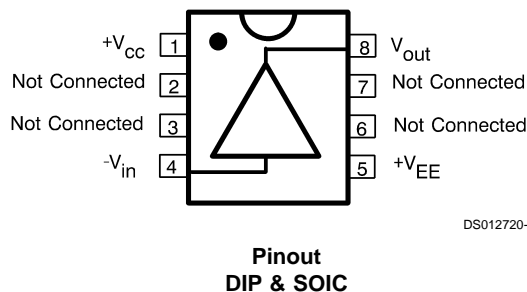 +Vcc 1 8 Vout
Not Connected 2 7 Not Connected
Not Connected 3 6 Not Connected
-Vin 4 5 +VEE
DS012720-
Pinout
DIP & SOIC